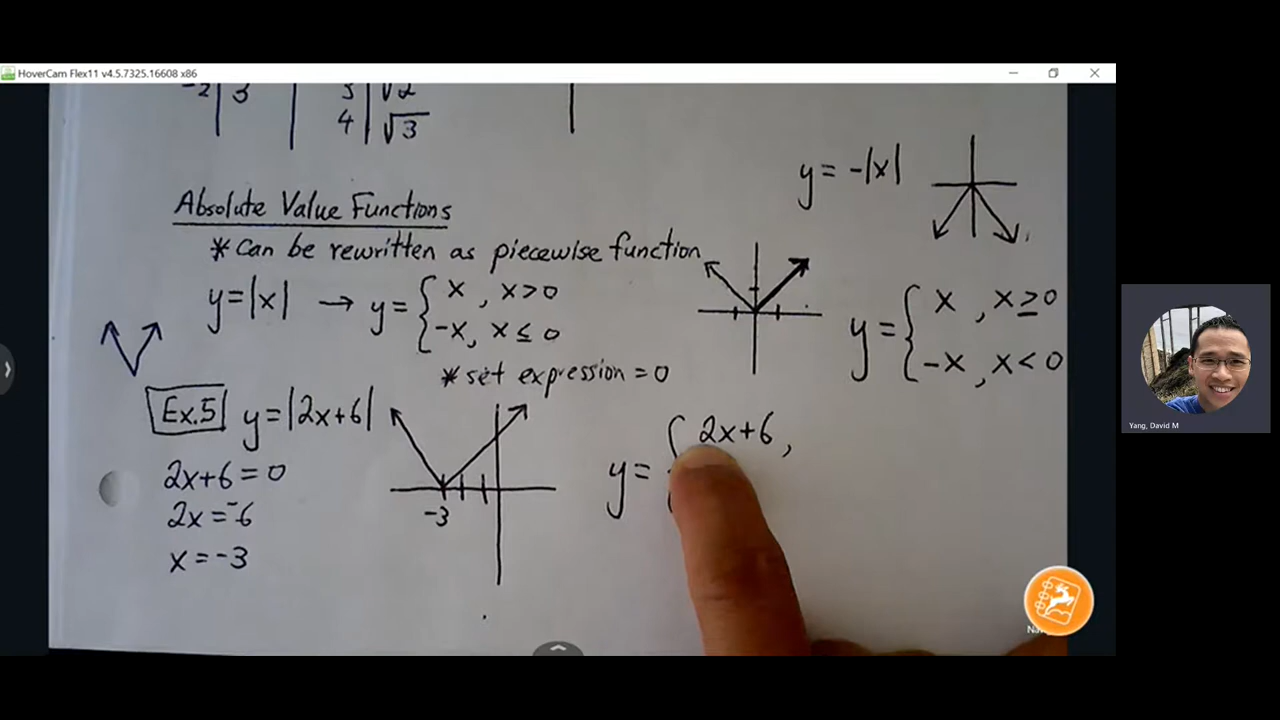 HoverCam Flex11 v4.5.7325.16608 x86
-2 3
4 √3
y = -|x|
Absolute Value Functions
* Can be rewritten as piecewise function
y=|x| → y= { x , x>0
-x, x ≤ 0
y= { x , x ≥ 0
-x , x < 0
* set expression = 0
Ex.5 y=|2x+6|
2x+6=0
2x=-6
x=-3
-3
y= { 2x+6,
Yang, David M